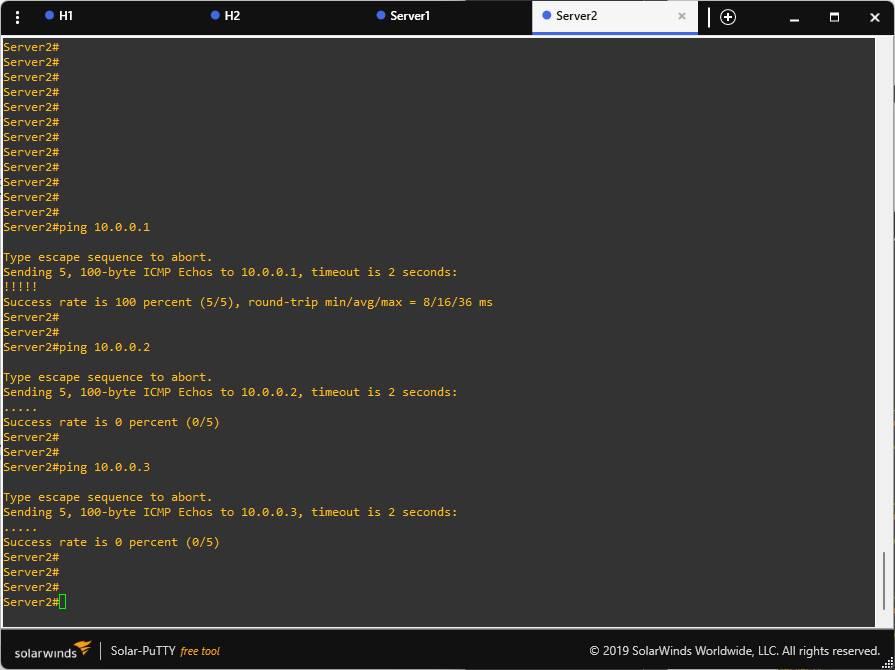 H1
H2
Server1
Server2
Server2#
Server2#
Server2#
Server2#
Server2#
Server2#
Server2#
Server2#
Server2#
Server2#
Server2#
Server2#
Server2#ping 10.0.0.1
Type escape sequence to abort.
Sending 5, 100-byte ICMP Echos to 10.0.0.1, timeout is 2 seconds:
!!!!!
Success rate is 100 percent (5/5), round-trip min/avg/max = 8/16/36 ms
Server2#
Server2#
Server2#ping 10.0.0.2
Type escape sequence to abort.
Sending 5, 100-byte ICMP Echos to 10.0.0.2, timeout is 2 seconds:
.....
Success rate is 0 percent (0/5)
Server2#
Server2#
Server2#ping 10.0.0.3
Type escape sequence to abort.
Sending 5, 100-byte ICMP Echos to 10.0.0.3, timeout is 2 seconds:
.....
Success rate is 0 percent (0/5)
Server2#
Server2#
Server2#
Server2#
solarwinds
Solar-PuTTY free tool
© 2019 SolarWinds Worldwide, LLC. All rights reserved.